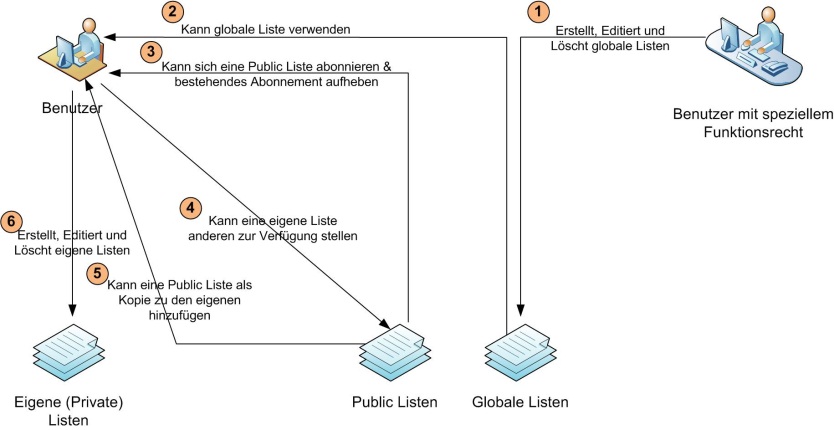 2
Kann globale Liste verwenden
1
Erstellt, Editiert und
Löscht globale Listen
3
Kann sich eine Public Liste abonnieren &
bestehendes Abonnement aufheben
Benutzer
Benutzer mit speziellem
Funktionsrecht
4
Kann eine eigene Liste
anderen zur Verfügung stellen
6
Erstellt, Editiert und
Löscht eigene Listen
5
Kann eine Public Liste als
Kopie zu den eigenen
hinzufügen
Eigene (Private)
Listen
Public Listen
Globale Listen